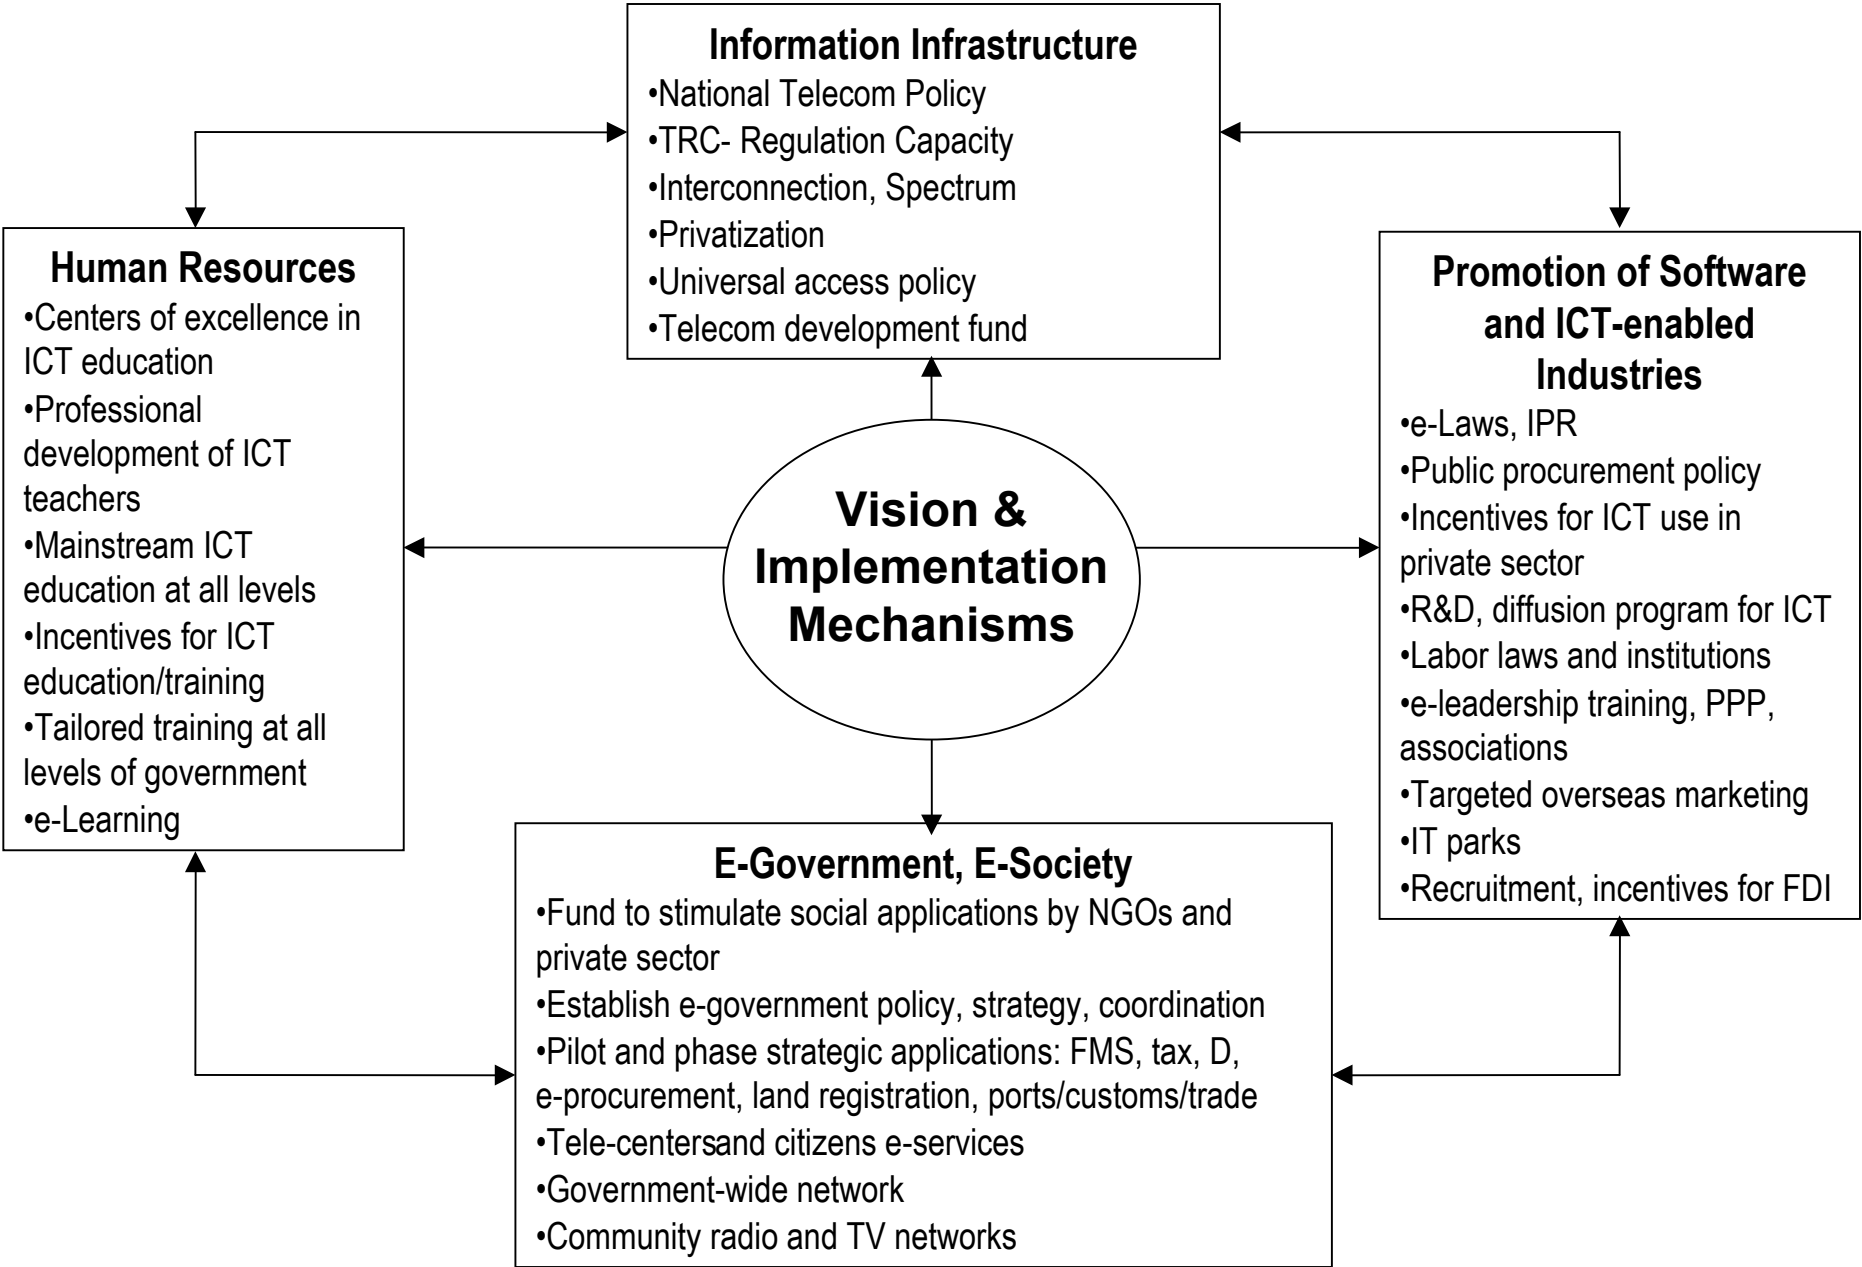 Information Infrastructure
•National Telecom Policy
•TRC- Regulation Capacity
•Interconnection, Spectrum
•Privatization
•Universal access policy
•Telecom development fund
Human Resources
•Centers of excellence in
ICT education
•Professional
development of ICT
teachers
•Mainstream ICT
education at all levels
•Incentives for ICT
education/training
•Tailored training at all
levels of government
•e-Learning
Vision &
Implementation
Mechanisms
Promotion of Software
and ICT-enabled
Industries
•e-Laws, IPR
•Public procurement policy
•Incentives for ICT use in
private sector
•R&D, diffusion program for ICT
•Labor laws and institutions
•e-leadership training, PPP,
associations
•Targeted overseas marketing
•IT parks
•Recruitment, incentives for FDI
E-Government, E-Society
•Fund to stimulate social applications by NGOs and
private sector
•Establish e-government policy, strategy, coordination
•Pilot and phase strategic applications: FMS, tax, D,
e-procurement, land registration, ports/customs/trade
•Tele-centersand citizens e-services
•Government-wide network
•Community radio and TV networks